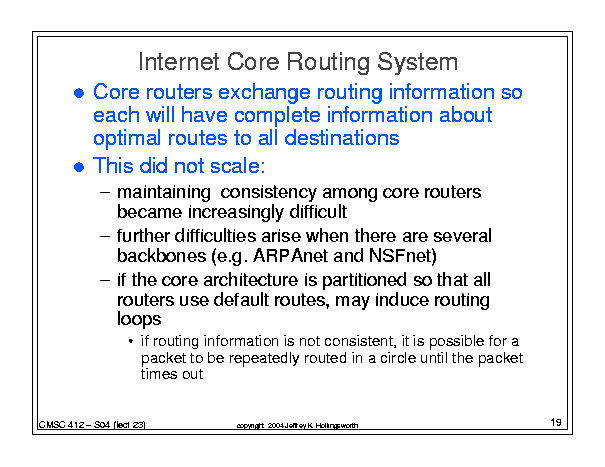 Internet Core Routing System
● Core routers exchange routing information so
each will have complete information about
optimal routes to all destinations
● This did not scale:
– maintaining consistency among core routers
became increasingly difficult
– further difficulties arise when there are several
backbones (e.g. ARPAnet and NSFnet)
– if the core architecture is partitioned so that all
routers use default routes, may induce routing
loops
• if routing information is not consistent, it is possible for a
packet to be repeatedly routed in a circle until the packet
times out
CMSC 412 – S04 (lect 23)
copyright 2004 Jeffrey K. Hollingsworth
19